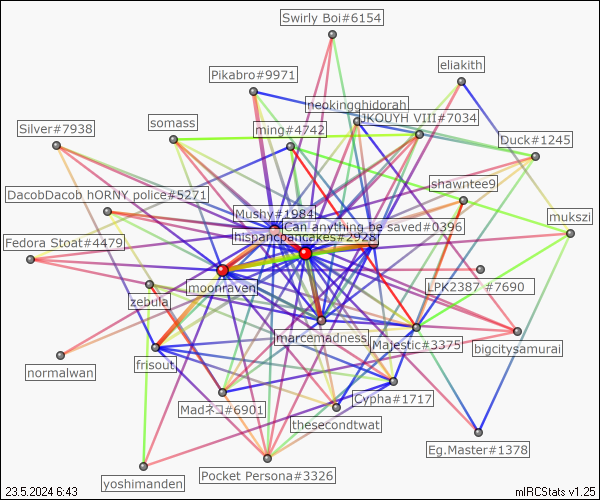 Swirly Boi#6154
eliakith
Pikabro#9971
neokingghidorah
JKOUYH VIII#7034
Silver#7938
somass
ming#4742
Duck#1245
shawntee9
DacobDacob hORNY police#5271
Mushy#1984
mukszi
Can anything be saved#0396
hispanicpancakes#2928
Fedora Stoat#4479
moonraven
LPK2387 #7690
zebula
marcemadness
Majestic#3375
bigcitysamurai
normalwan
frisout
Cypha#1717
Madネコ#6901
thesecondtwat
Eg.Master#1378
Pocket Persona#3326
yoshimanden
23.5.2024 6:43
mIRCStats v1.25